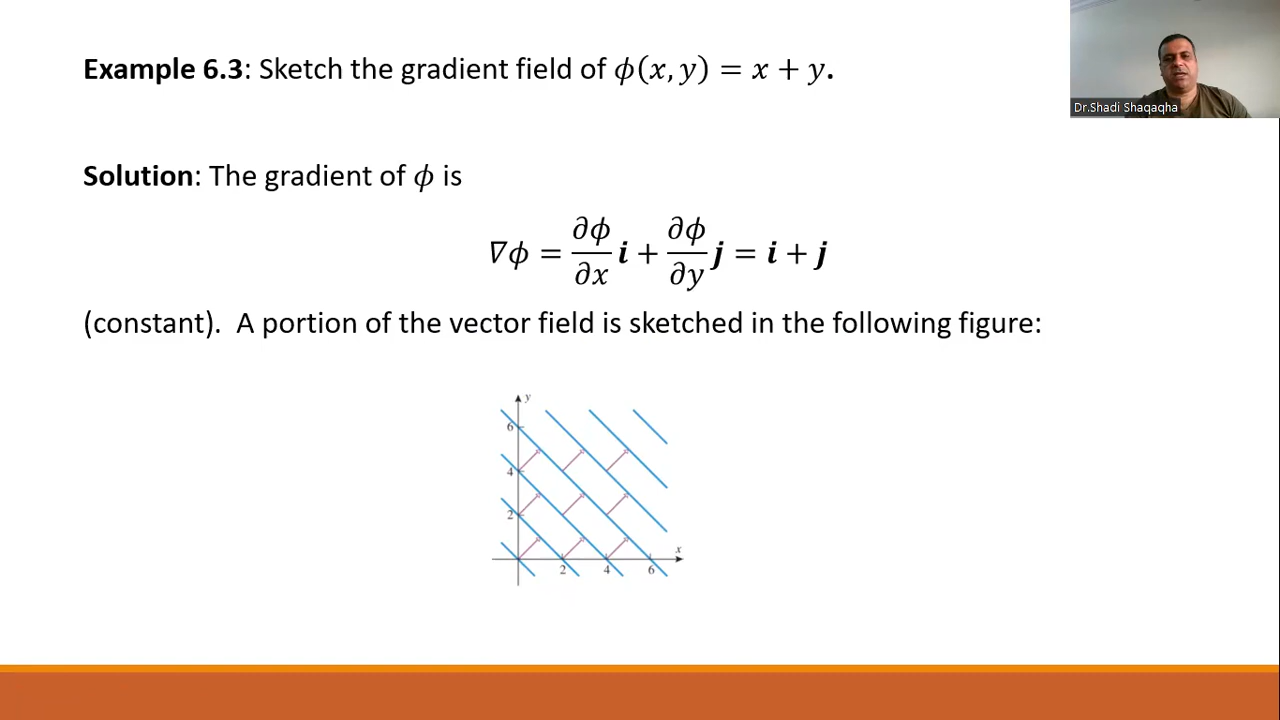 Example 6.3: Sketch the gradient field of ϕ(x, y) = x + y.
Dr.Shadi Shaqaqha
Solution: The gradient of ϕ is
∇ϕ = ∂ϕ/∂x i + ∂ϕ/∂y j = i + j
(constant).  A portion of the vector field is sketched in the following figure:
y
6
4
2
x
2 4 6